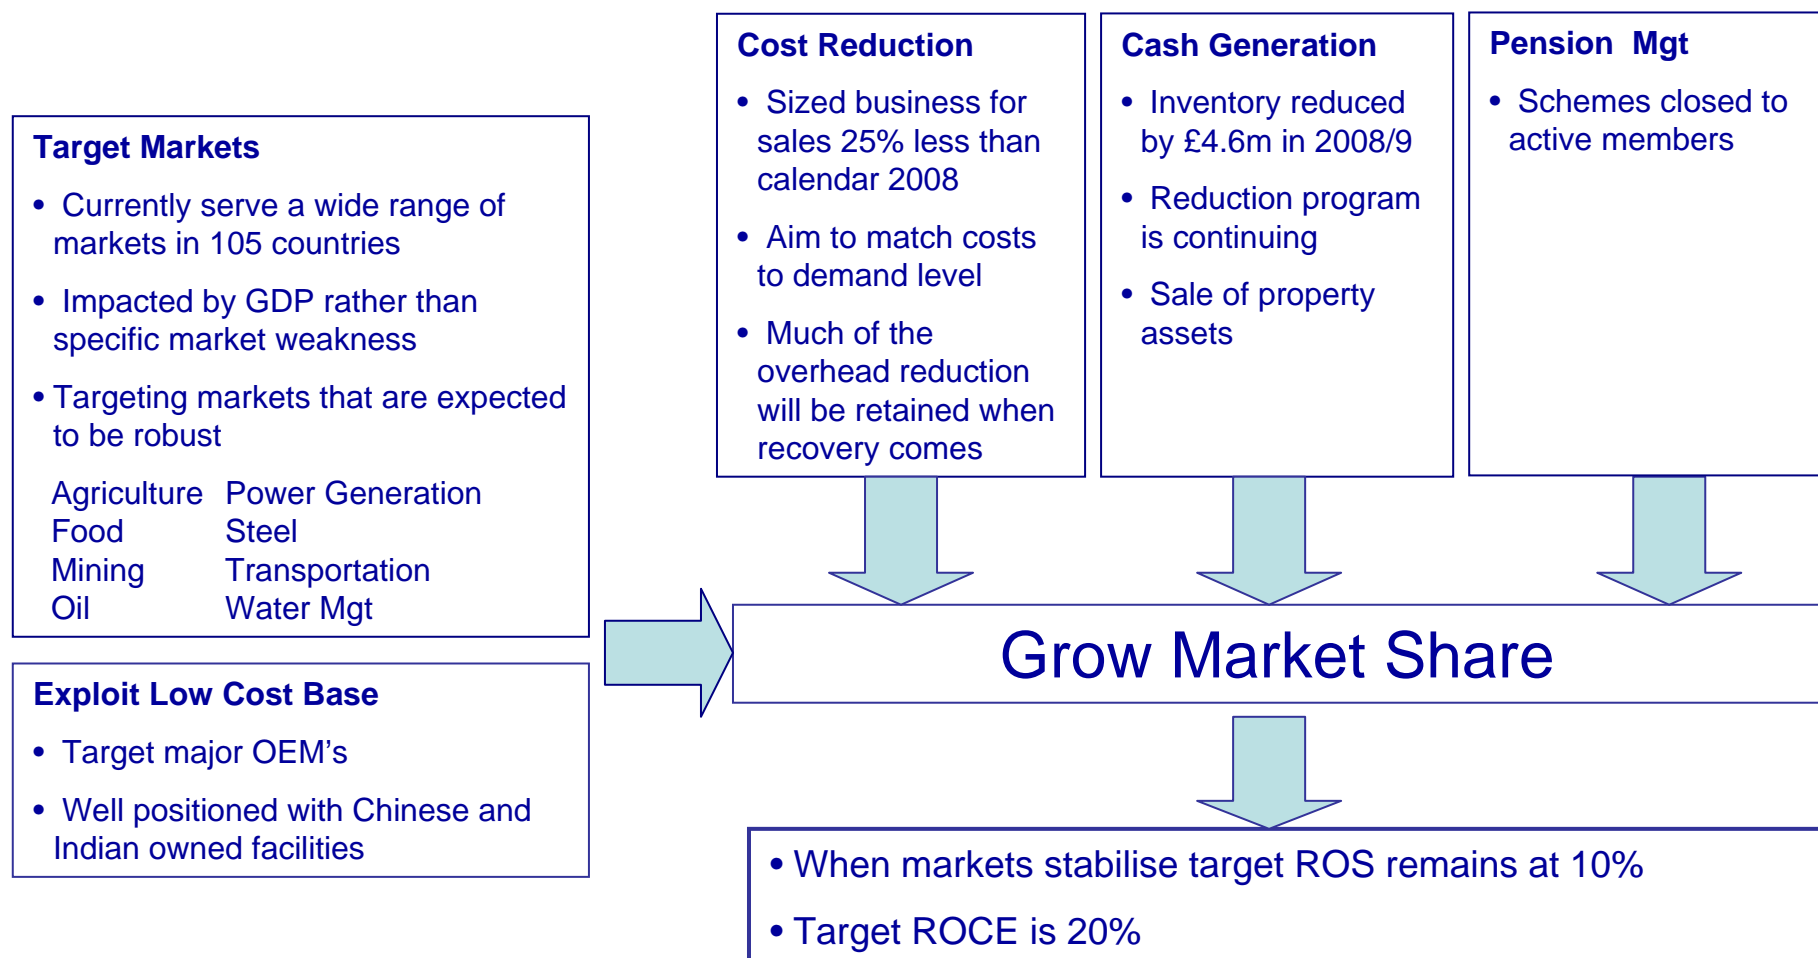 Target Markets
• Currently serve a wide range of
markets in 105 countries
• Impacted by GDP rather than
specific market weakness
• Targeting markets that are expected
to be robust
Agriculture Power Generation
Food Steel
Mining Transportation
Oil Water Mgt
Exploit Low Cost Base
• Target major OEM's
• Well positioned with Chinese and
Indian owned facilities
Cost Reduction
• Sized business for
sales 25% less than
calendar 2008
• Aim to match costs
to demand level
• Much of the
overhead reduction
will be retained when
recovery comes
Cash Generation
• Inventory reduced
by £4.6m in 2008/9
• Reduction program
is continuing
• Sale of property
assets
Pension Mgt
• Schemes closed to
active members
Grow Market Share
• When markets stabilise target ROS remains at 10%
• Target ROCE is 20%